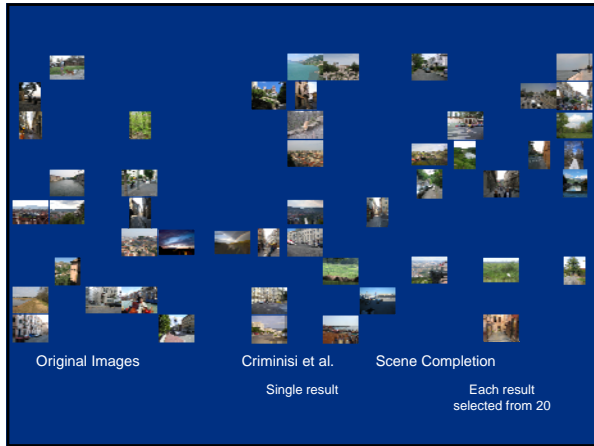 Original Images
Criminisi et al.
Scene Completion
Single result
Each result
selected from 20